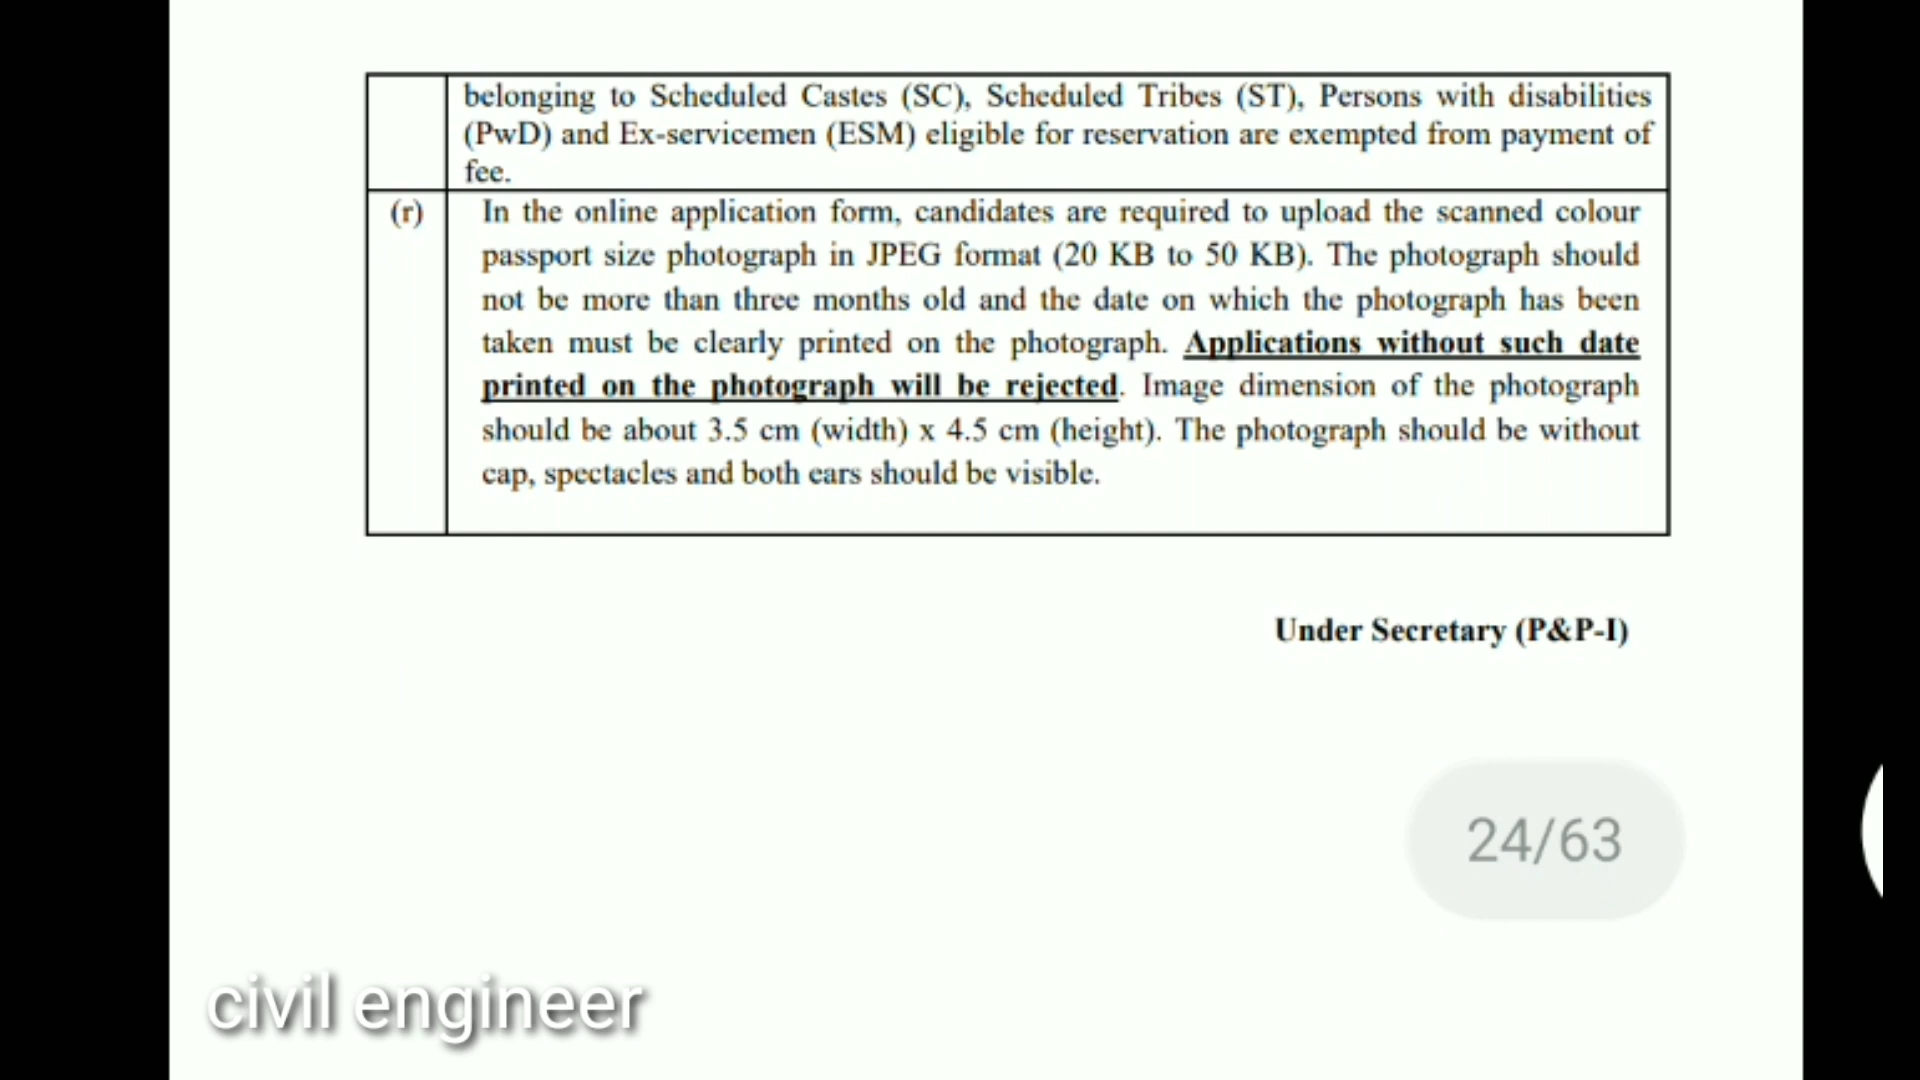 belonging to Scheduled Castes (SC), Scheduled Tribes (ST), Persons with disabilities
(PwD) and Ex-servicemen (ESM) eligible for reservation are exempted from payment of
fee.
(r) In the online application form, candidates are required to upload the scanned colour
passport size photograph in JPEG format (20 KB to 50 KB). The photograph should
not be more than three months old and the date on which the photograph has been
taken must be clearly printed on the photograph. Applications without such date
printed on the photograph will be rejected. Image dimension of the photograph
should be about 3.5 cm (width) x 4.5 cm (height). The photograph should be without
cap, spectacles and both ears should be visible.
Under Secretary (P&P-I)
24/63
civil engineer